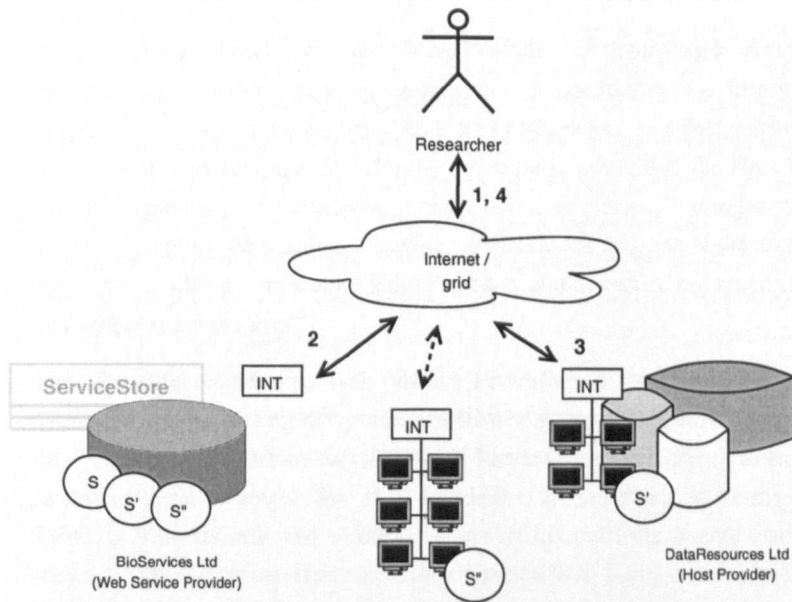 Researcher
1, 4
Internet /
grid
2
3
ServiceStore
INT
INT
INT
S
S'
S"
S"
S'
BioServices Ltd
(Web Service Provider)
DataResources Ltd
(Host Provider)